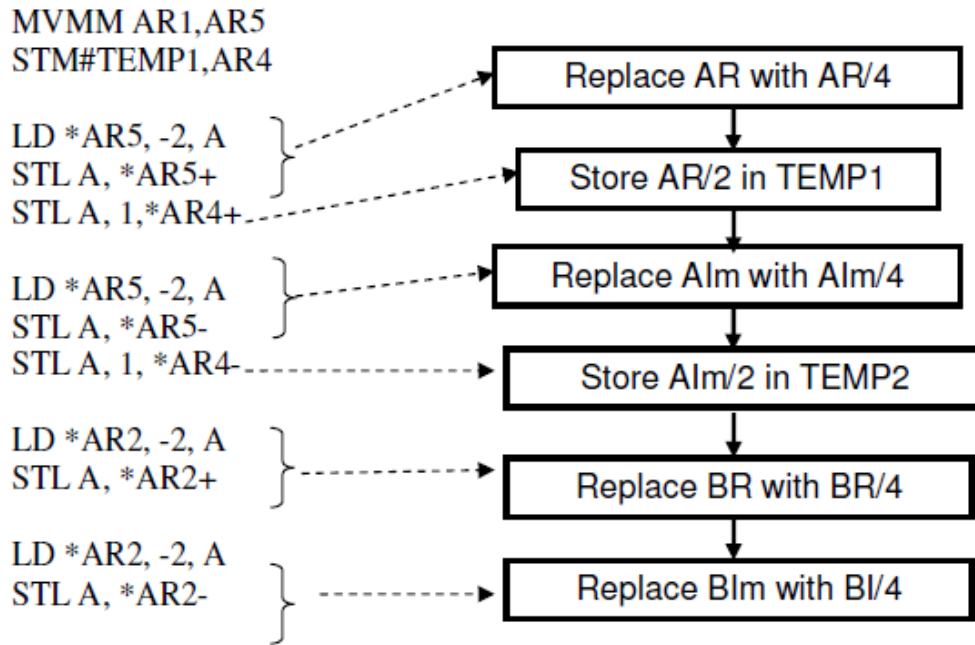 MVMM AR1,AR5
STM#TEMP1,AR4
LD *AR5, -2, A
STL A, *AR5+
STL A, 1,*AR4+
LD *AR5, -2, A
STL A, *AR5-
STL A, 1, *AR4-
LD *AR2, -2, A
STL A, *AR2+
LD *AR2, -2, A
STL A, *AR2-
Replace AR with AR/4
Store AR/2 in TEMP1
Replace AIm with AIm/4
Store AIm/2 in TEMP2
Replace BR with BR/4
Replace BIm with BI/4